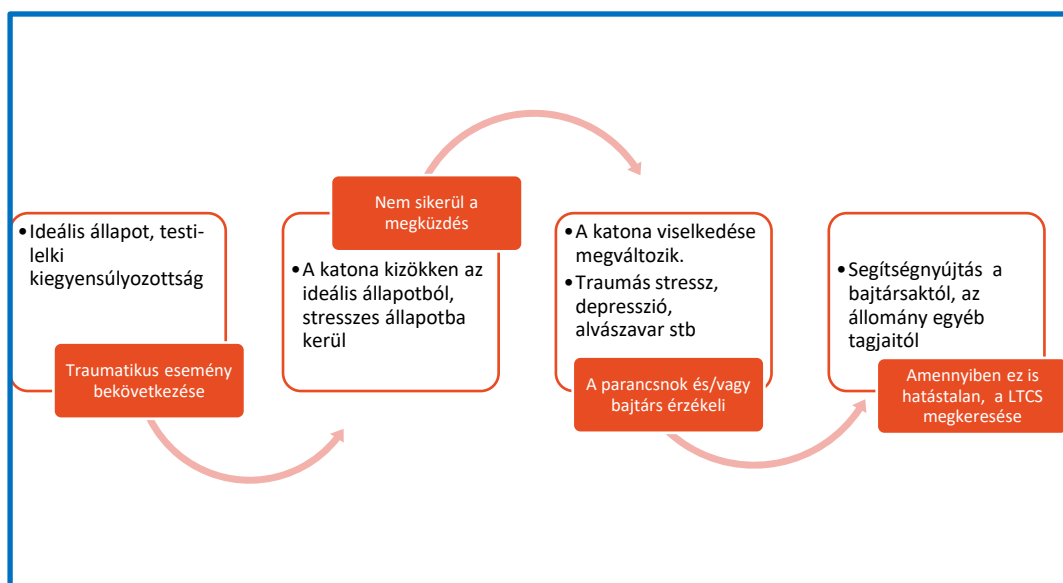 •Ideális állapot, testi-
lelki
kiegyensúlyozottság
Traumatikus esemény
bekövetkezése
Nem sikerül a
megküzdés
•A katona kizökken az
ideális állapotból,
stresszes állapotba
kerül
•A katona viselkedése
megváltozik.
•Traumás stressz,
depresszió,
alvászavar stb
A parancsnok és/vagy
bajtárs érzékeli
•Segítségnyújtás a
bajtársaktól, az
állomány egyéb
tagjaitól
Amennyiben ez is
hatástalan, a LTCS
megkeresése